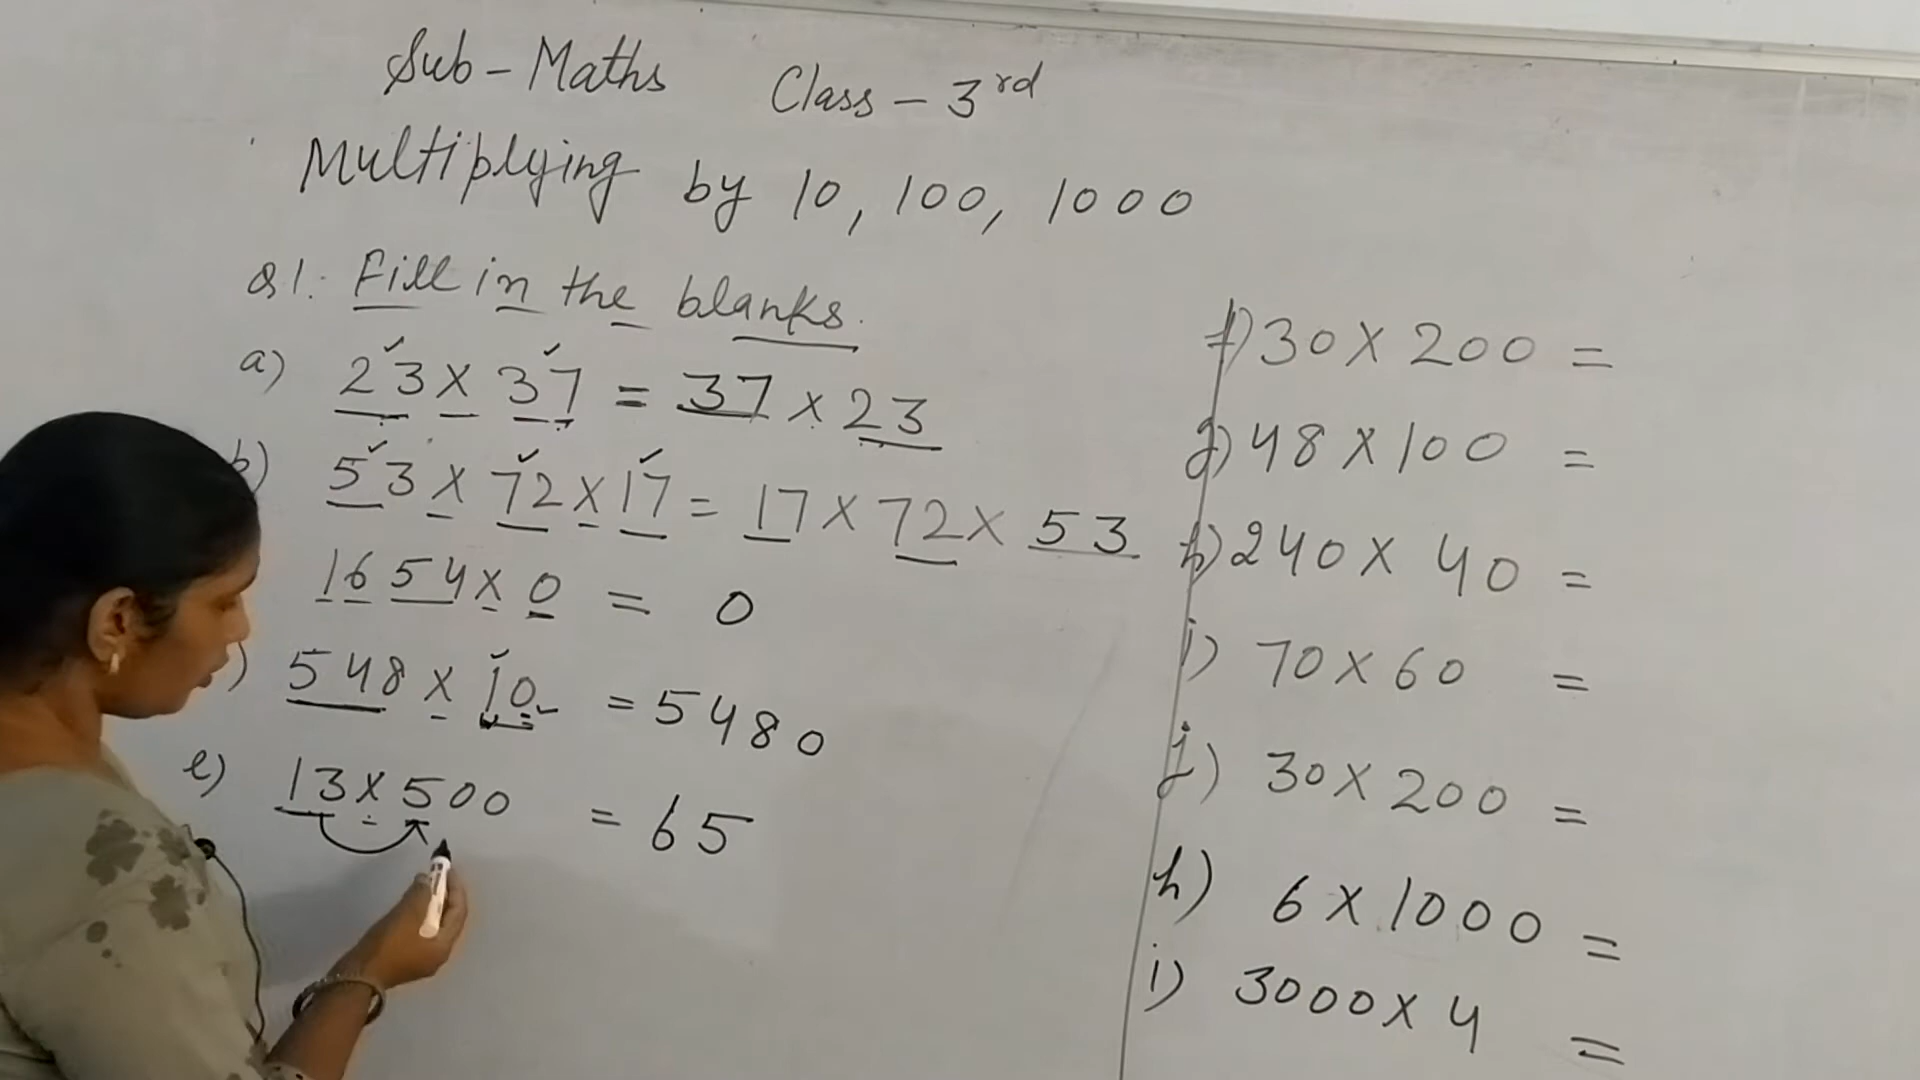 Sub - Maths Class - 3rd
Multiplying by 10, 100, 1000
Q1. Fill in the blanks.
a) 23 X 37 = 37 X 23
b) 53 X 72 X 17 = 17 X 72 X 53
1654 X 0 = 0
) 548 X 10 = 5480
e) 13 X 500 = 65
f) 30 X 200 =
g) 48 X 100 =
h) 240 X 40 =
i) 70 X 60 =
j) 30 X 200 =
h) 6 X 1000 =
i) 3000 X 4 =